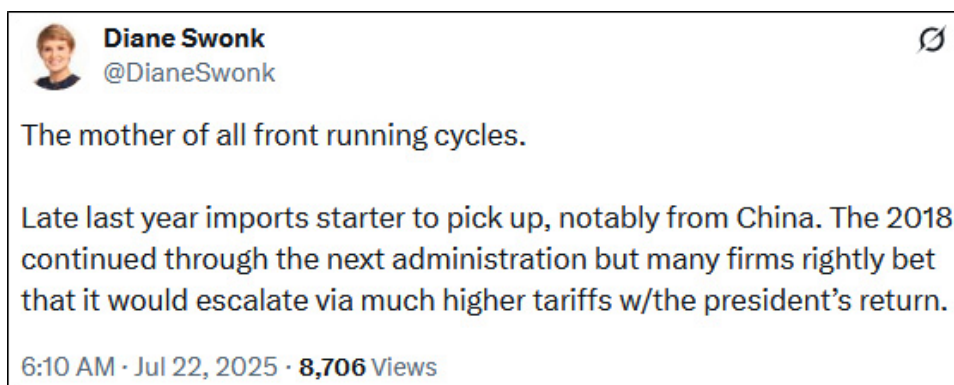 Diane Swonk
@DianeSwonk
The mother of all front running cycles.
Late last year imports starter to pick up, notably from China. The 2018
continued through the next administration but many firms rightly bet
that it would escalate via much higher tariffs w/the president's return.
6:10 AM · Jul 22, 2025 · 8,706 Views